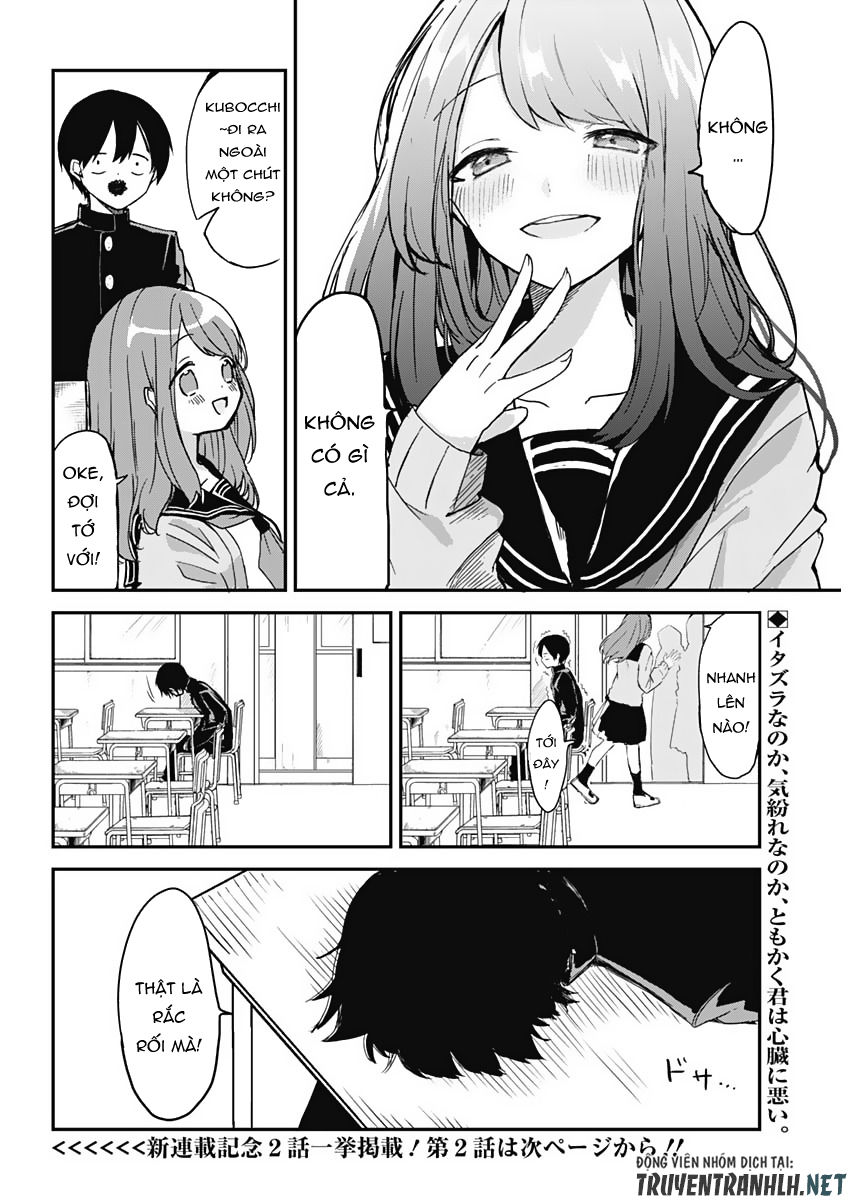 KHÔNG
...
KHÔNG
CÓ GÌ
CẢ.
KUBOCCHI
~ĐI RA
NGOÀI
MỘT CHÚT
KHÔNG?
OKE,
ĐỢI
TỚ
VỚI!
NHANH
LÊN
NÀO!
TỚI
ĐÂY!
THẬT LÀ
RẮC
RỐI MÀ!
ドサ…
◆イタズラなのか、気紛れなのか、ともかく君は心臓に悪い。
<<<<<<新連載記念2話一挙掲載!第2話は次ページから!!
ĐỘNG VIÊN NHÓM DỊCH TẠI:
TRUYENTRANHLH.NET